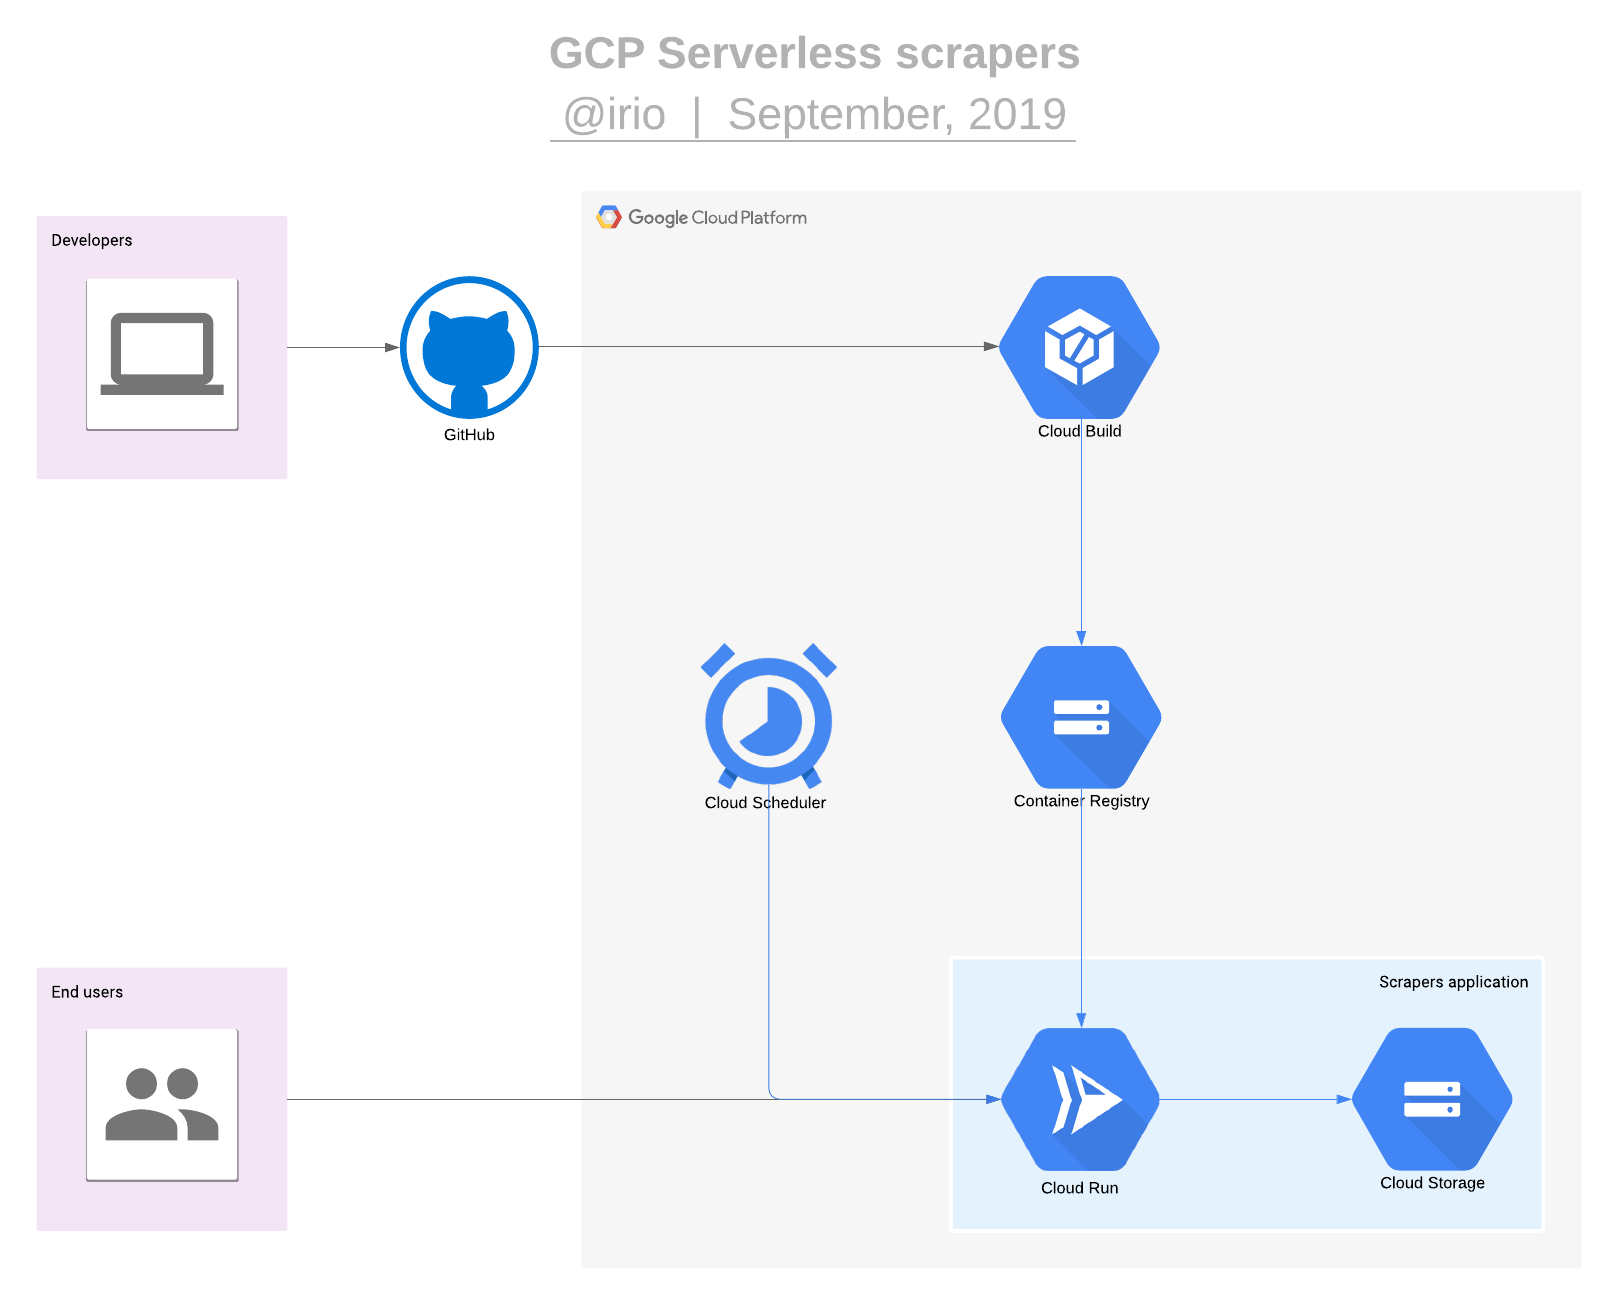 GCP Serverless scrapers
@irio | September, 2019
Google Cloud Platform
Developers
GitHub
Cloud Build
Cloud Scheduler
Container Registry
End users
Scrapers application
Cloud Run
Cloud Storage